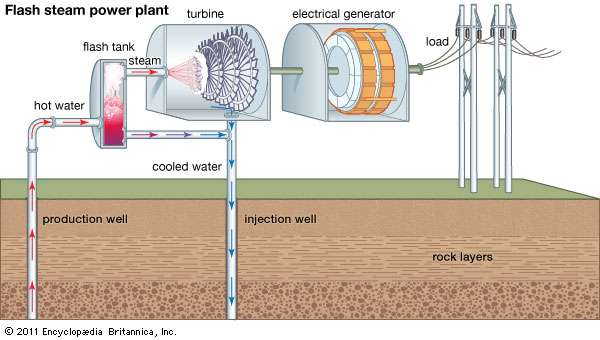 Flash steam power plant
turbine
electrical generator
flash tank
steam
load
hot water
cooled water
production well
injection well
rock layers
© 2011 Encyclopædia Britannica, Inc.